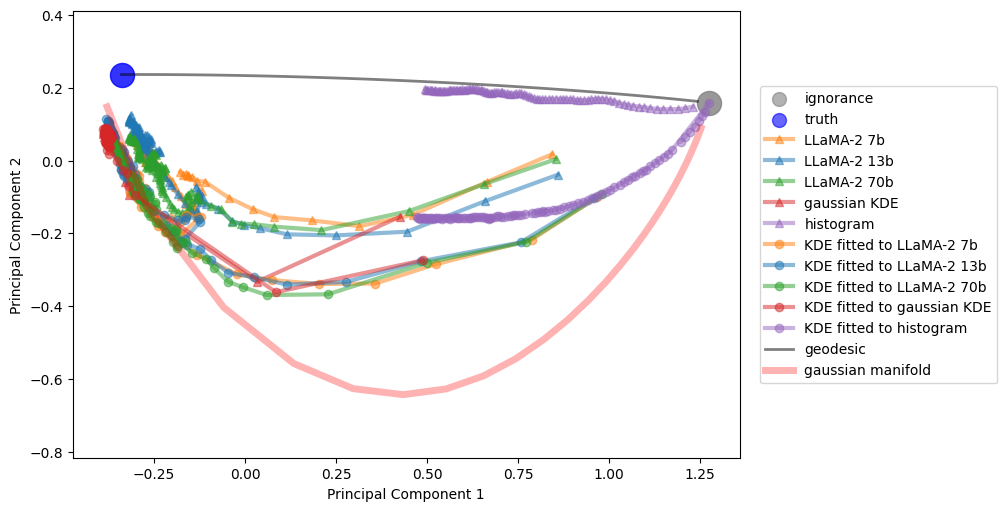 0.4
0.2
0.0
−0.2
−0.4
−0.6
−0.8
Principal Component 2
−0.25
0.00
0.25
0.50
0.75
1.00
1.25
Principal Component 1
ignorance
truth
LLaMA-2 7b
LLaMA-2 13b
LLaMA-2 70b
gaussian KDE
histogram
KDE fitted to LLaMA-2 7b
KDE fitted to LLaMA-2 13b
KDE fitted to LLaMA-2 70b
KDE fitted to gaussian KDE
KDE fitted to histogram
geodesic
gaussian manifold